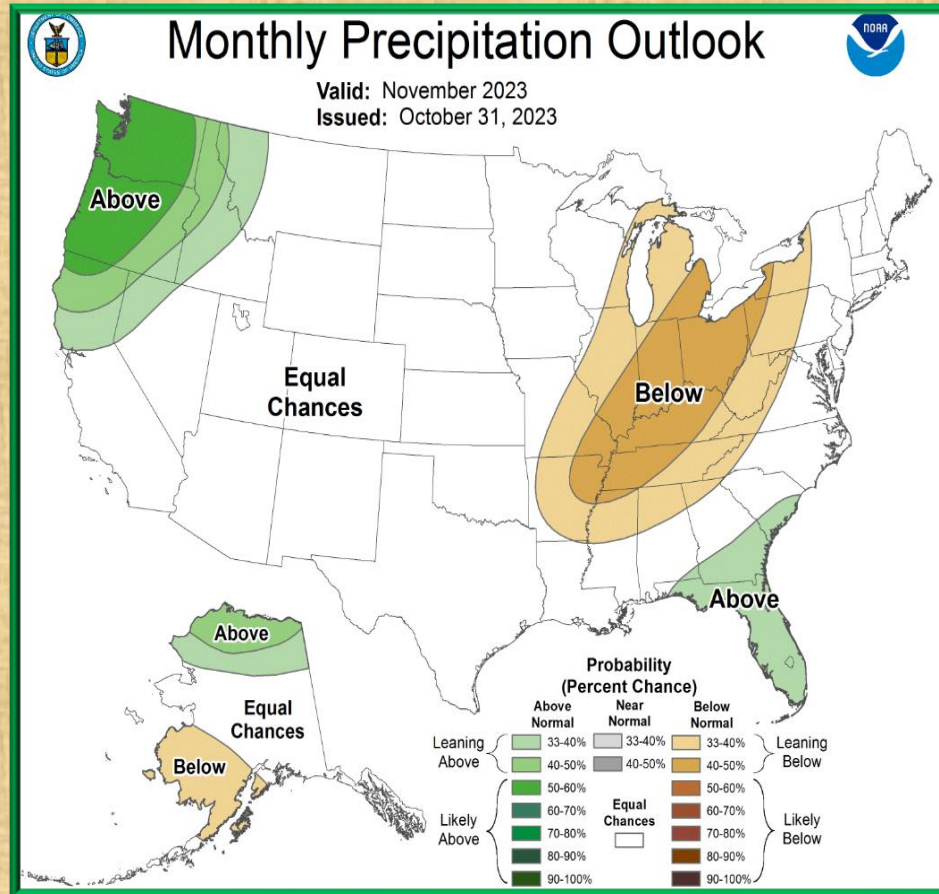 NOAA
Monthly Precipitation Outlook
Valid: November 2023
Issued: October 31, 2023
Above
Equal
Chances
Below
Above
Above
Equal
Chances
Below
Probability
(Percent Chance)
Above
Normal
Near
Normal
Below
Normal
Leaning
Above
33-40%
33-40%
33-40%
Leaning
Below
40-50%
40-50%
40-50%
Likely
Above
50-60%
60-70%
70-80%
80-90%
90-100%
Equal
Chances
50-60%
60-70%
70-80%
80-90%
90-100%
Likely
Below